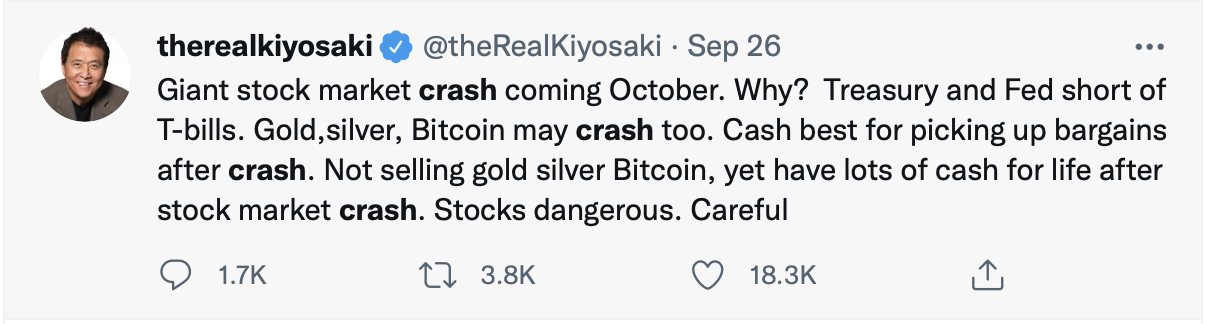 therealkiyosaki @theRealKiyosaki · Sep 26
Giant stock market crash coming October. Why?  Treasury and Fed short of
T-bills. Gold,silver, Bitcoin may crash too. Cash best for picking up bargains
after crash. Not selling gold silver Bitcoin, yet have lots of cash for life after
stock market crash. Stocks dangerous. Careful
1.7K 3.8K 18.3K